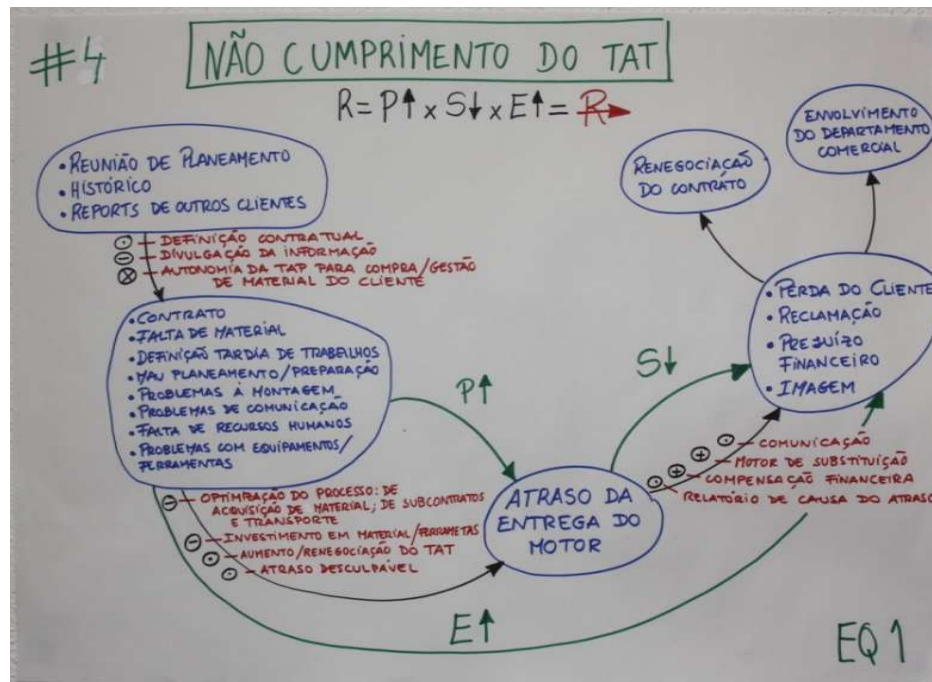 #4
NÃO CUMPRIMENTO DO TAT
R=P↑ x S↓ x E↑ = R→
• REUNIÃO DE PLANEAMENTO
• HISTÓRICO
• REPORTS DE OUTROS CLIENTES
⊙ – DEFINIÇÃO CONTRATUAL
⊖ – DIVULGAÇÃO DA INFORMAÇÃO
⊗ – AUTONOMIA DA TAP PARA COMPRA/GESTÃO
DE MATERIAL DO CLIENTE
• CONTRATO
• FALTA DE MATERIAL
• DEFINIÇÃO TARDIA DE TRABELHOS
• MAU PLANEAMENTO/PREPARAÇÃO
• PROBLEMAS À MONTAGEM
• PROBLEMAS DE COMUNICAÇÃO
• FALTA DE RECURSOS HUMANOS
• PROBLEMAS COM EQUIPAMENTOS/
FERRAMENTAS
P↑
⊖ – OPTIMIZAÇÃO DO PROCESSO: DE
AQUISIÇÃO DE MATERIAL; DE SUBCONTRATOS
E TRANSPORTE
⊖ – INVESTIMENTO EM MATERIAL/FERRAMETAS
⊙ – AUMENTO/RENEGOCIAÇÃO DO TAT
⊙ – ATRASO DESCULPÁVEL
ATRASO DA
ENTREGA DO
MOTOR
S↓
⊙ – COMUNICAÇÃO
⊕ – MOTOR DE SUBSTITUIÇÃO
⊕ – COMPENSAÇÃO FINANCEIRA
⊙ – RELATÓRIO DE CAUSA DO ATRASO
• PERDA DO CLIENTE
• RECLAMAÇÃO
• PREJUÍZO
FINANCEIRO
• IMAGEM
RENEGOCIAÇÃO
DO CONTRATO
ENVOLVIMENTO
DO DEPARTAMENTO
COMERCIAL
E↑
EQ 1